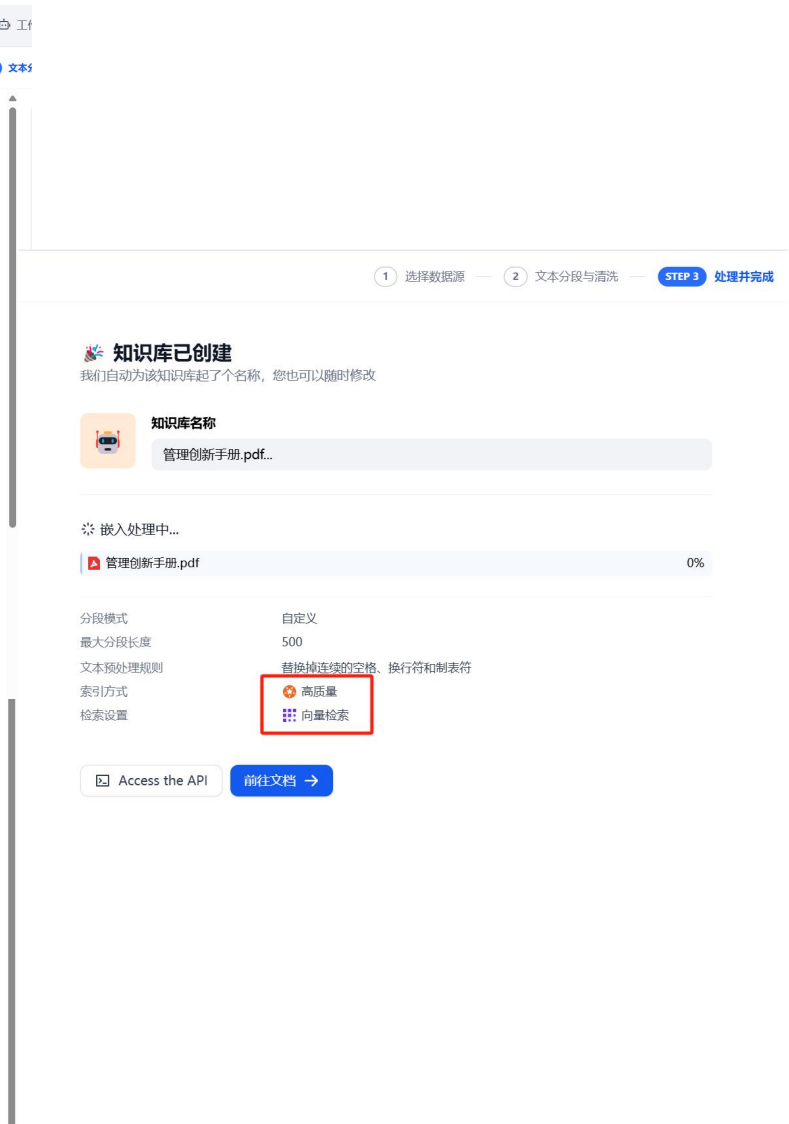 工
文本
1 选择数据源 2 文本分段与清洗 STEP 3 处理并完成
知识库已创建
我们自动为该知识库起了个名称，您也可以随时修改
知识库名称
管理创新手册.pdf...
嵌入处理中...
管理创新手册.pdf 0%
分段模式 自定义
最大分段长度 500
文本预处理规则 替换掉连续的空格、换行符和制表符
索引方式 高质量
检索设置 向量检索
Access the API 前往文档 →